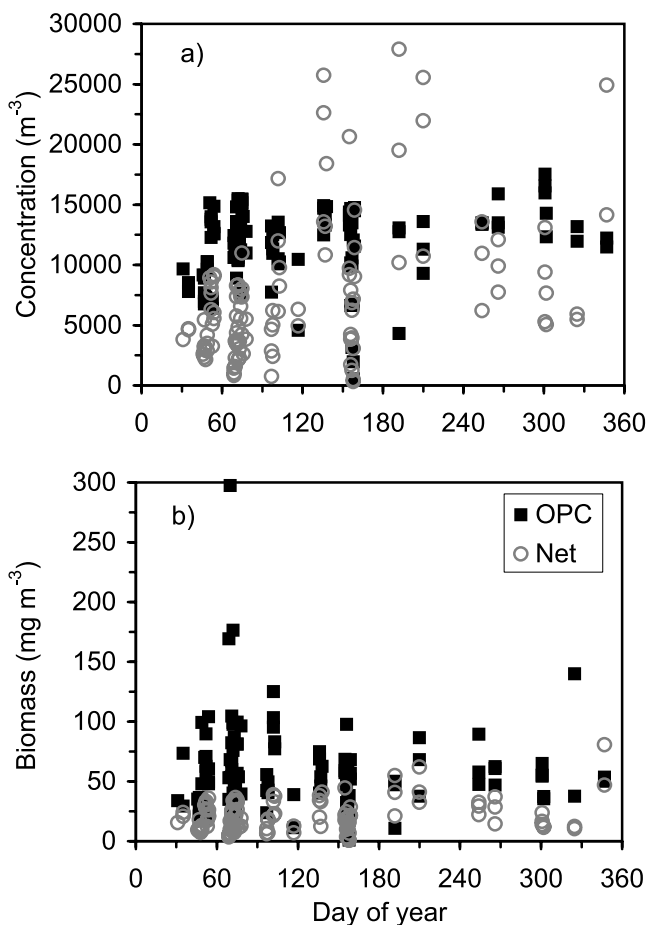 a)
Concentration (m⁻³)
30000
25000
20000
15000
10000
5000
0
0 60 120 180 240 300 360
b)
OPC
Net
Biomass (mg m⁻³)
300
250
200
150
100
50
0
0 60 120 180 240 300 360
Day of year